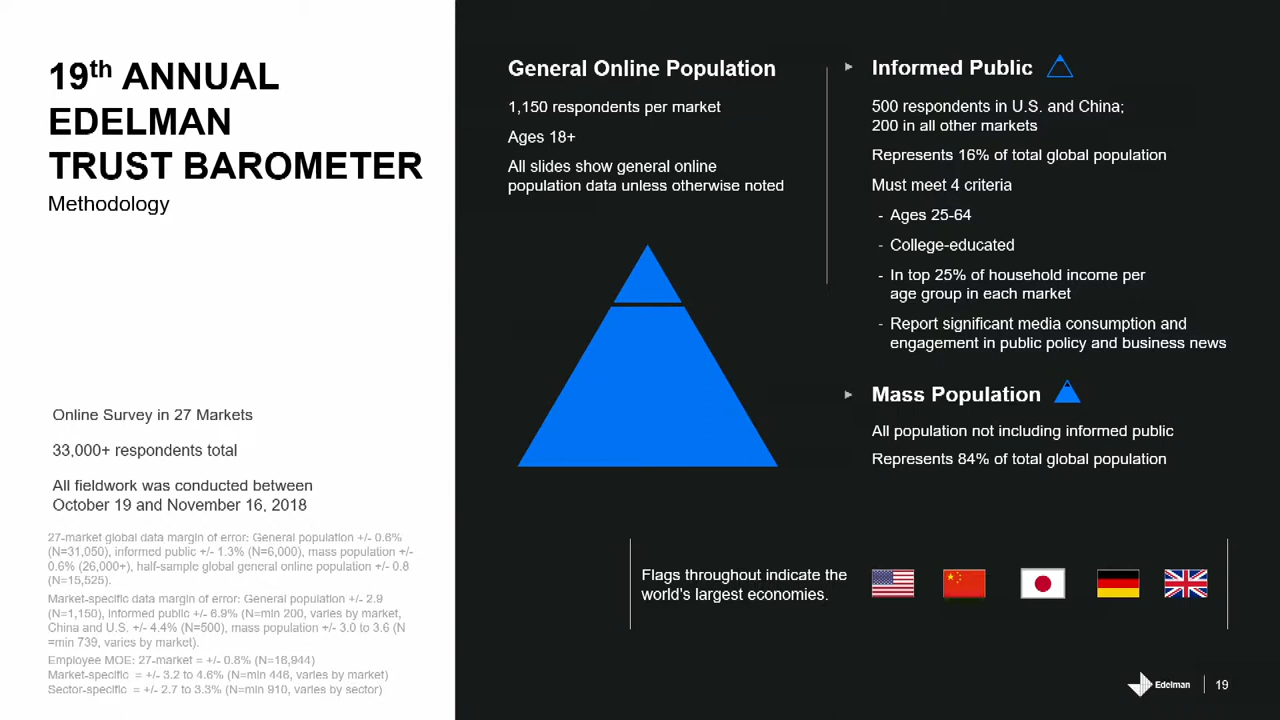 19th ANNUAL
EDELMAN
TRUST BAROMETER
Methodology
Online Survey in 27 Markets
33,000+ respondents total
All fieldwork was conducted between
October 19 and November 16, 2018
27-market global data margin of error: General population +/- 0.6%
(N=31,050), informed public +/- 1.3% (N=6,000), mass population +/-
0.6% (26,000+), half-sample global general online population +/- 0.8
(N=15,525).
Market-specific data margin of error: General population +/- 2.9
(N=1,150), informed public +/- 6.9% (N=min 200, varies by market,
China and U.S. +/- 4.4% (N=500), mass population +/- 3.0 to 3.6 (N
=min 739, varies by market).
Employee MOE: 27-market = +/- 0.8% (N=16,944)
Market-specific = +/- 3.2 to 4.6% (N=min 446, varies by market)
Sector-specific = +/- 2.7 to 3.3% (N=min 910, varies by sector)
General Online Population
1,150 respondents per market
Ages 18+
All slides show general online
population data unless otherwise noted
Informed Public
500 respondents in U.S. and China;
200 in all other markets
Represents 16% of total global population
Must meet 4 criteria
- Ages 25-64
- College-educated
- In top 25% of household income per
age group in each market
- Report significant media consumption and
engagement in public policy and business news
Mass Population
All population not including informed public
Represents 84% of total global population
Flags throughout indicate the
world's largest economies.
Edelman
19